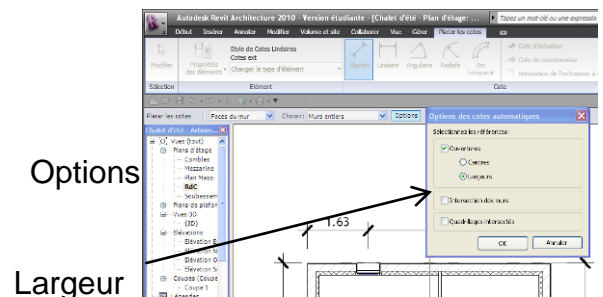 Autodesk Revit Architecture 2010 - Version étudiante - [Chalet d'été - Plan d'étage:
Tapez un mot-clé ou une expressio
Début Insérer Annoter Modifier Volume et site Collaborer Vue Gérer Placer les cotes
Modifier
Propriétés des éléments
Style de Cotes Linéaires
Cotes ext
Changer le type d'élément
Alignée Linéaire Angulaire Radiale Arc Longueur
Cote d'élévation
Cote de coordonnées
Sélection Elément Cote
Placer les cotes Faces du mur Choisir: Murs entiers Options
Options des cotes automatiques
Sélectionnez les références:
Ouvertures
Centres
Largeurs
Intersection des murs
Quadrillages intersectés
OK Annuler
Chalet d'été - Arbore...
Vues (tout)
Plans d'étage
Combles
Mezzanine
Plan Mass
RdC
Soubassem
Plans de plafon
Vues 3D
{3D}
Elévations
Elévation E
Elévation N
Elévation O
Elévation S
Coupes (Coupe
Coupe 1
Légendes
Options
1.63
Largeur